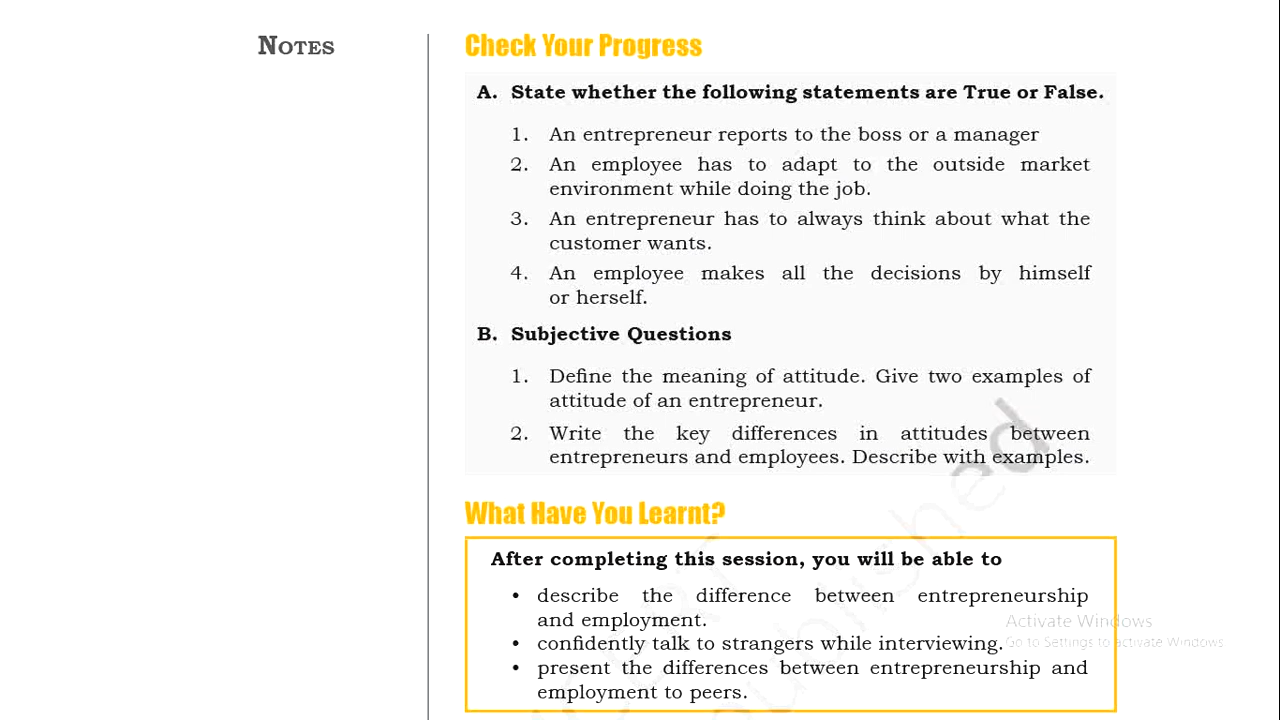 NOTES
Check Your Progress
A. State whether the following statements are True or False.
1. An entrepreneur reports to the boss or a manager
2. An employee has to adapt to the outside market
environment while doing the job.
3. An entrepreneur has to always think about what the
customer wants.
4. An employee makes all the decisions by himself
or herself.
B. Subjective Questions
1. Define the meaning of attitude. Give two examples of
attitude of an entrepreneur.
2. Write the key differences in attitudes between
entrepreneurs and employees. Describe with examples.
What Have You Learnt?
After completing this session, you will be able to
• describe the difference between entrepreneurship
and employment.
• confidently talk to strangers while interviewing.
• present the differences between entrepreneurship and
employment to peers.
Activate Windows
Go to Settings to activate Windows